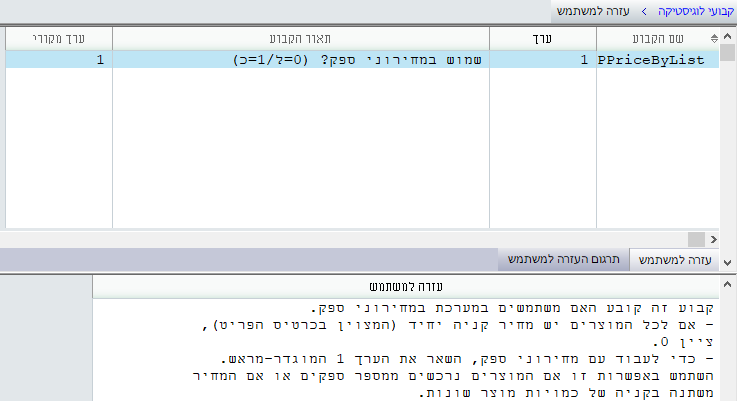 קבועי לוגיסטיקה > עזרה למשתמש
שם הקבוע ערך תאור הקבוע ערך מקורי
PPriceByList 1 שמוש במחירוני ספק? (0=ל/1=כ) 1
עזרה למשתמש תרגום העזרה למשתמש
עזרה למשתמש
קבוע זה קובע האם משתמשים במערכת במחירוני ספק.
- אם לכל המוצרים יש מחיר קניה יחיד (המצוין בכרטיס הפריט),
ציין 0.
- כדי לעבוד עם מחירוני ספק, השאר את הערך 1 המוגדר-מראש.
השתמש באפשרות זו אם המוצרים נרכשים ממספר ספקים או אם המחיר
משתנה בקניה של כמויות מוצר שונות.